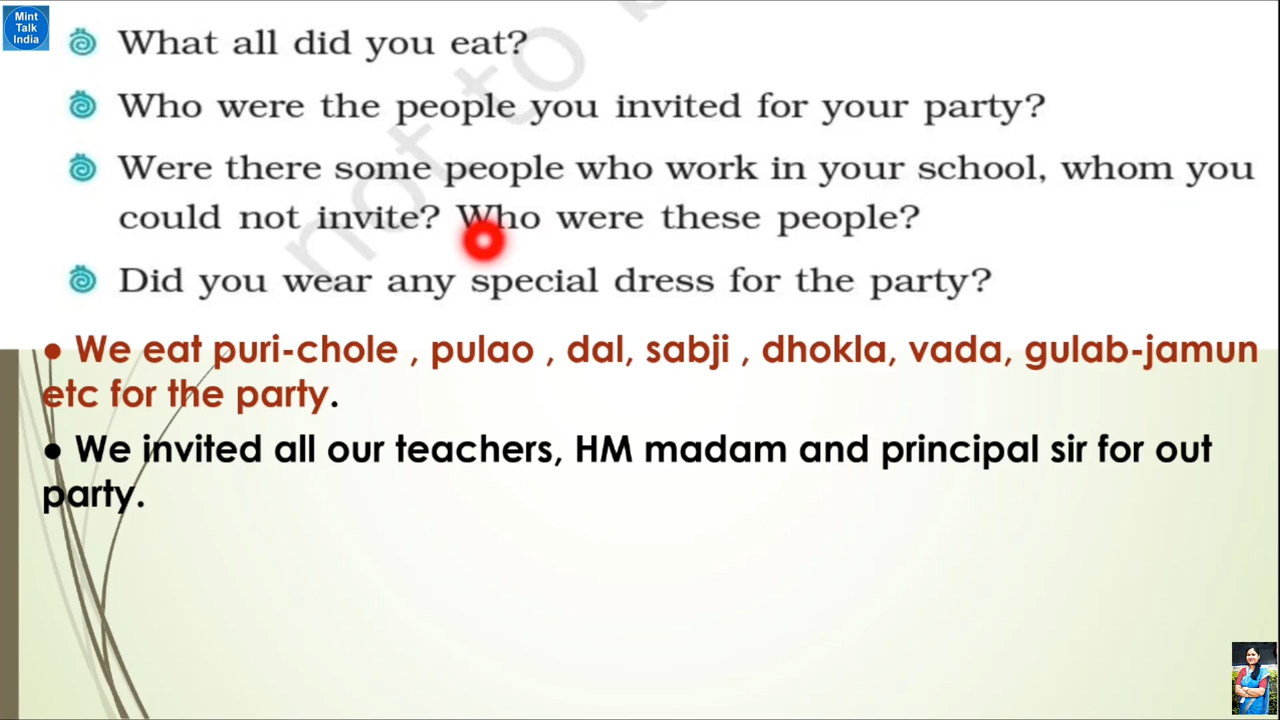 Mint
Talk
India
What all did you eat?
Who were the people you invited for your party?
Were there some people who work in your school, whom you
could not invite? Who were these people?
Did you wear any special dress for the party?
● We eat puri-chole , pulao , dal, sabji , dhokla, vada, gulab-jamun
etc for the party.
● We invited all our teachers, HM madam and principal sir for out
party.
not to b